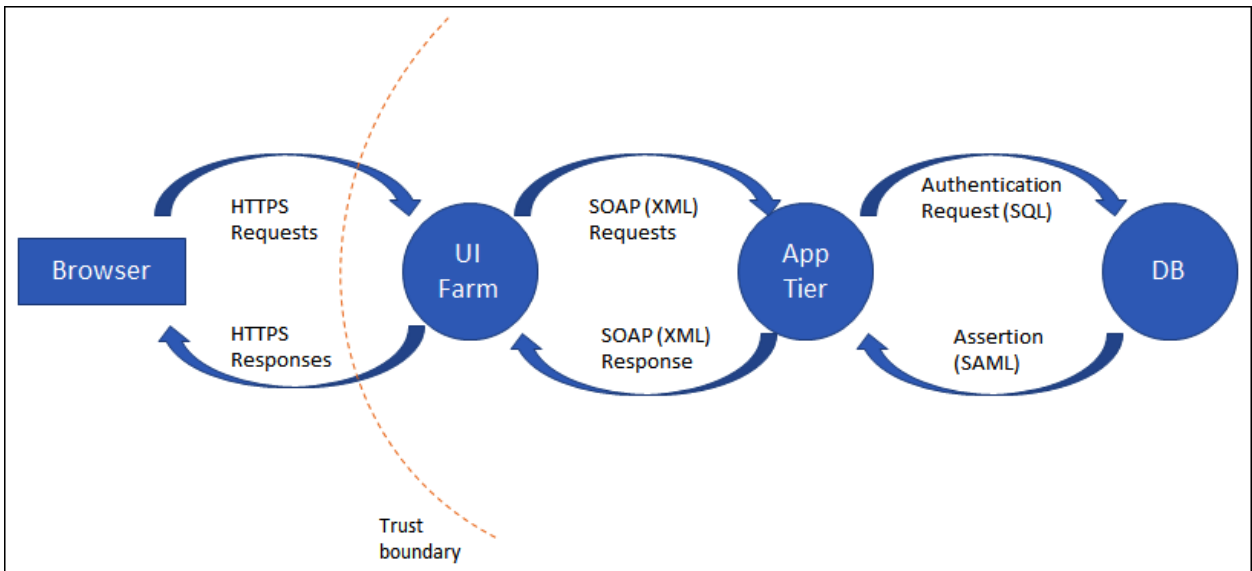 Browser
HTTPS
Requests
HTTPS
Responses
Trust
boundary
UI
Farm
SOAP (XML)
Requests
SOAP (XML)
Response
App
Tier
Authentication
Request (SQL)
Assertion
(SAML)
DB